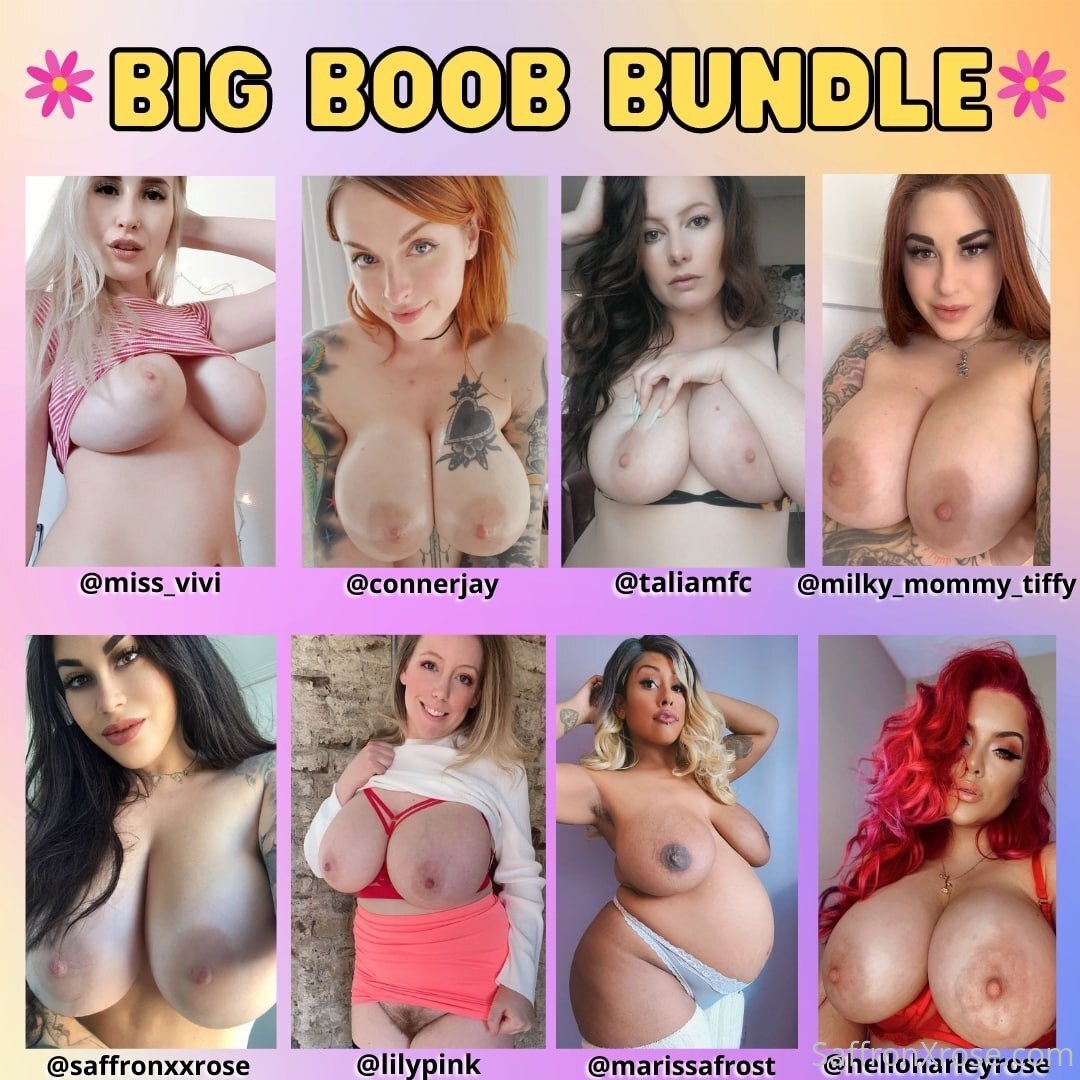 BIG BOOB BUNDLE
@miss_vivi
@connerjay
@taliamfc
@milky_mommy_tiffy
@saffronxxrose
@lilypink
@marissafrost
@helloharleyrose
SaffronXrose.com